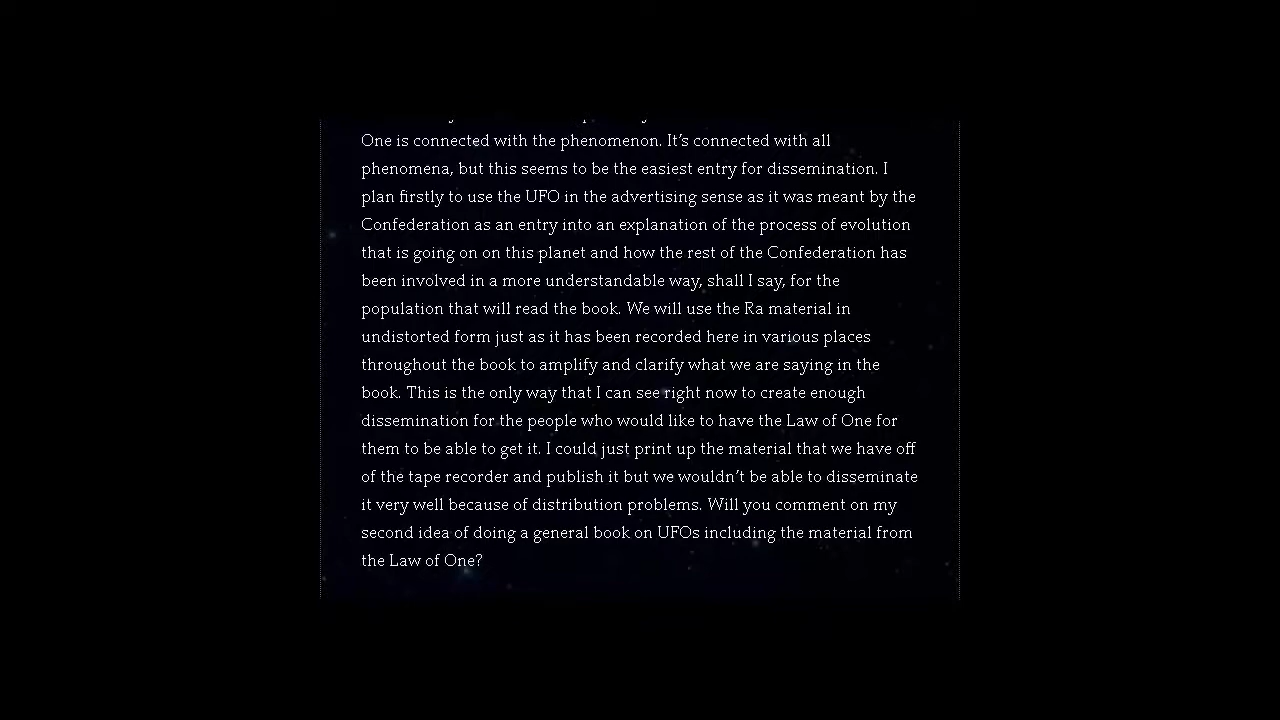 One is connected with the phenomenon. It’s connected with all
phenomena, but this seems to be the easiest entry for dissemination. I
plan firstly to use the UFO in the advertising sense as it was meant by the
Confederation as an entry into an explanation of the process of evolution
that is going on on this planet and how the rest of the Confederation has
been involved in a more understandable way, shall I say, for the
population that will read the book. We will use the Ra material in
undistorted form just as it has been recorded here in various places
throughout the book to amplify and clarify what we are saying in the
book. This is the only way that I can see right now to create enough
dissemination for the people who would like to have the Law of One for
them to be able to get it. I could just print up the material that we have off
of the tape recorder and publish it but we wouldn’t be able to disseminate
it very well because of distribution problems. Will you comment on my
second idea of doing a general book on UFOs including the material from
the Law of One?